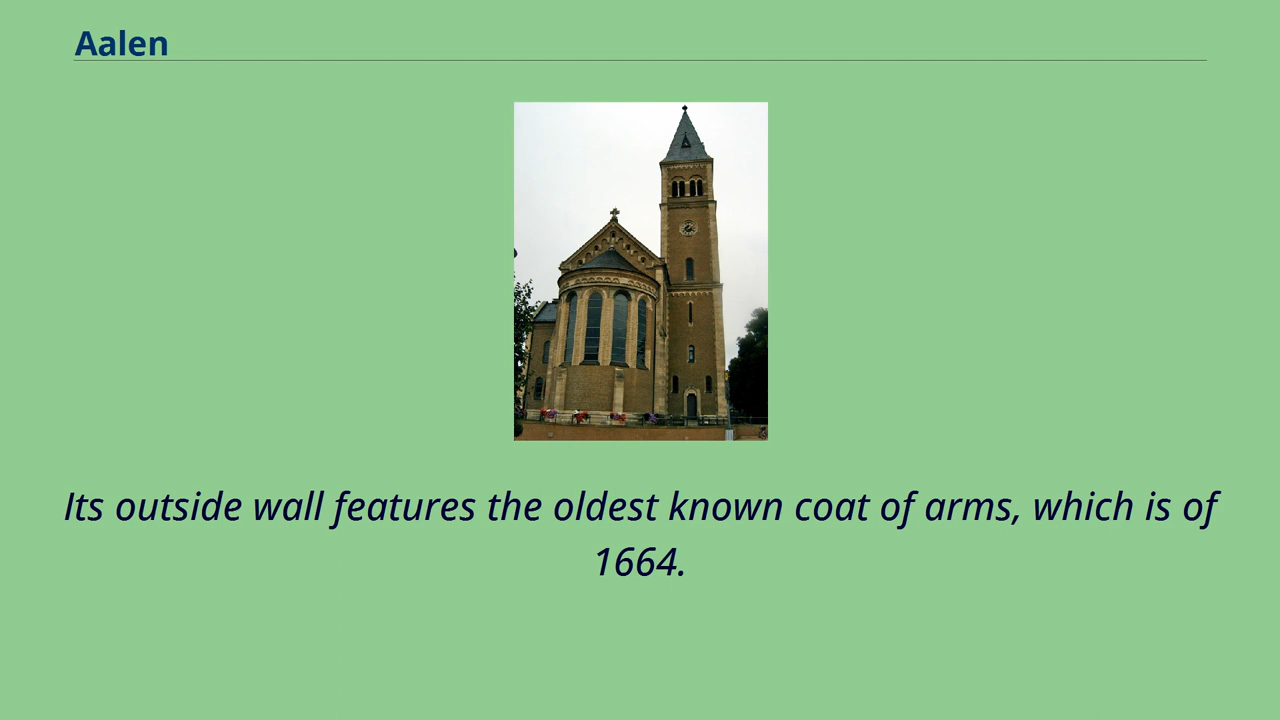 Aalen
Its outside wall features the oldest known coat of arms, which is of
1664.